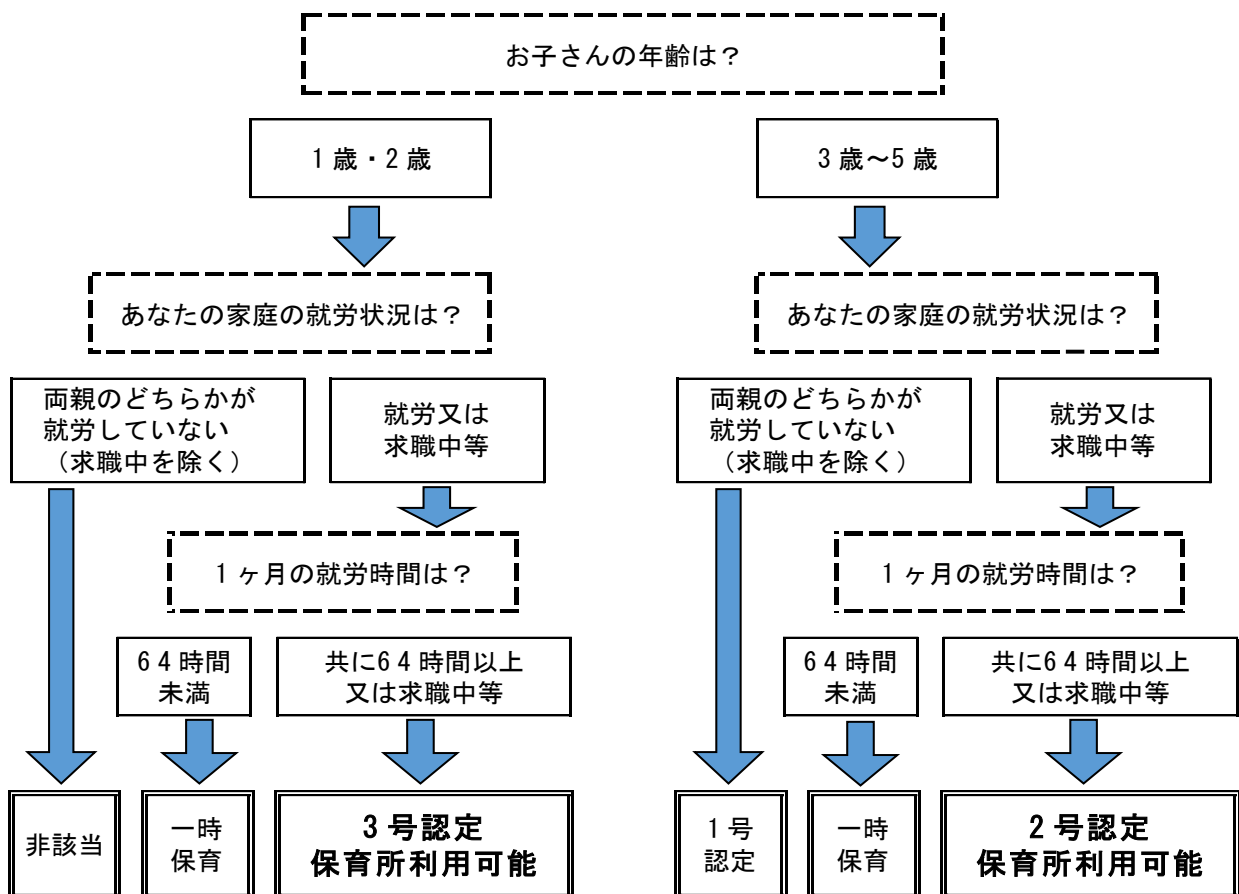 お子さんの年齢は？
1歳・2歳
3歳～5歳
あなたの家庭の就労状況は？
あなたの家庭の就労状況は？
両親のどちらかが
就労していない
（求職中を除く）
就労又は
求職中等
両親のどちらかが
就労していない
（求職中を除く）
就労又は
求職中等
1ヶ月の就労時間は？
1ヶ月の就労時間は？
64時間
未満
共に64時間以上
又は求職中等
64時間
未満
共に64時間以上
又は求職中等
非該当
一時
保育
3号認定
保育所利用可能
1号
認定
一時
保育
2号認定
保育所利用可能